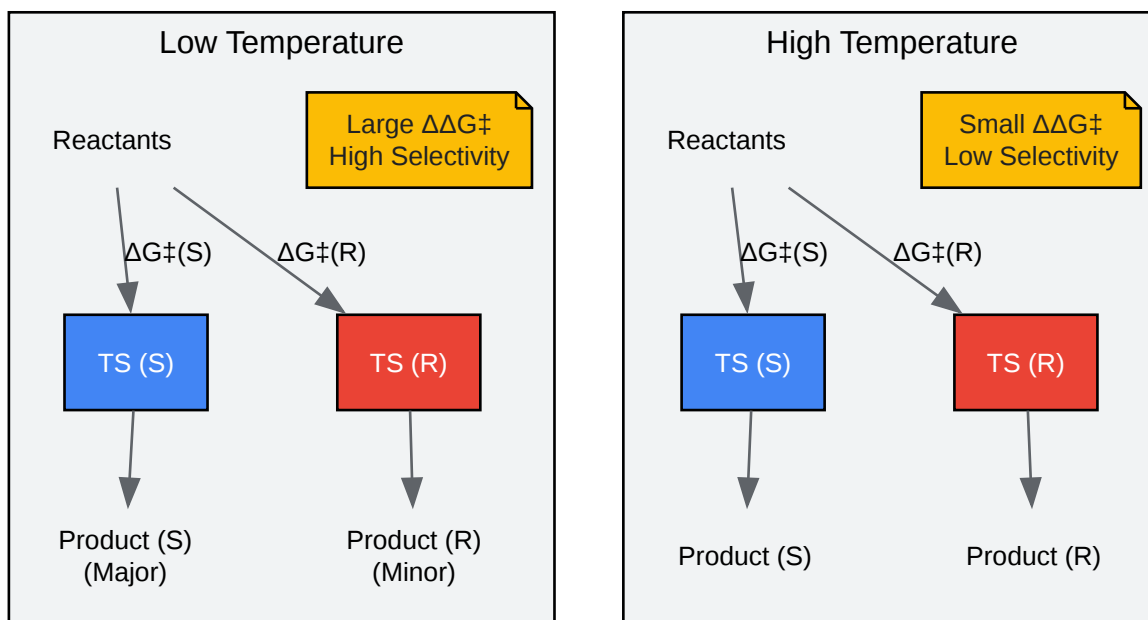 Low Temperature
Large ΔΔG‡
High Selectivity
Reactants
ΔG‡(S)
ΔG‡(R)
TS (S)
TS (R)
Product (S)
(Major)
Product (R)
(Minor)
High Temperature
Small ΔΔG‡
Low Selectivity
Reactants
ΔG‡(S)
ΔG‡(R)
TS (S)
TS (R)
Product (S)
Product (R)